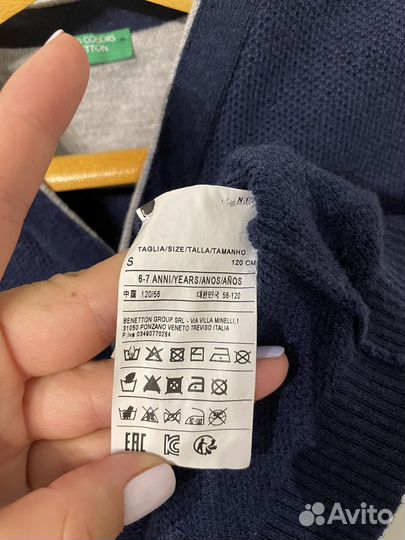 COLORS
TAGLIA/SIZE/TALLA/TAMANHO
S 120 CM
6-7 ANNI/YEARS/ANOS/AÑOS
中国 120/56 대한민국 56-120
BENETTON GROUP SRL - VIA VILLA MINELLI,1
31050 PONZANO VENETO TREVISO ITALIA
P.iva 03490770264
EAC
Avito